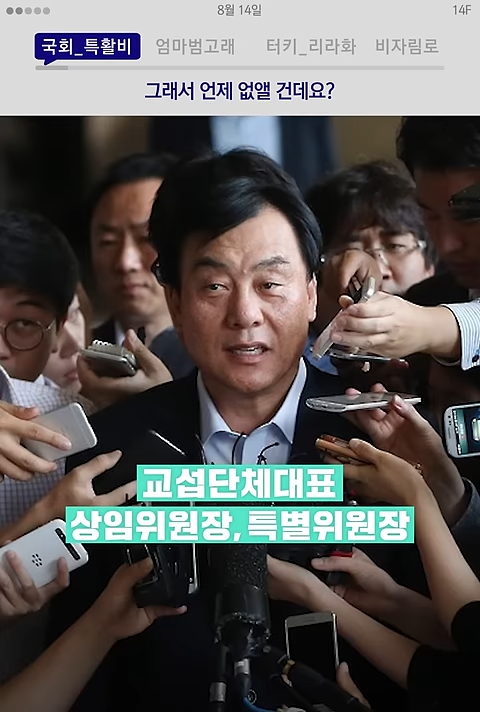 8월 14일
14F
국회_특활비 엄마범고래 터키_리라화 비자림로
그래서 언제 없앨 건데요?
교섭단체대표
상임위원장, 특별위원장